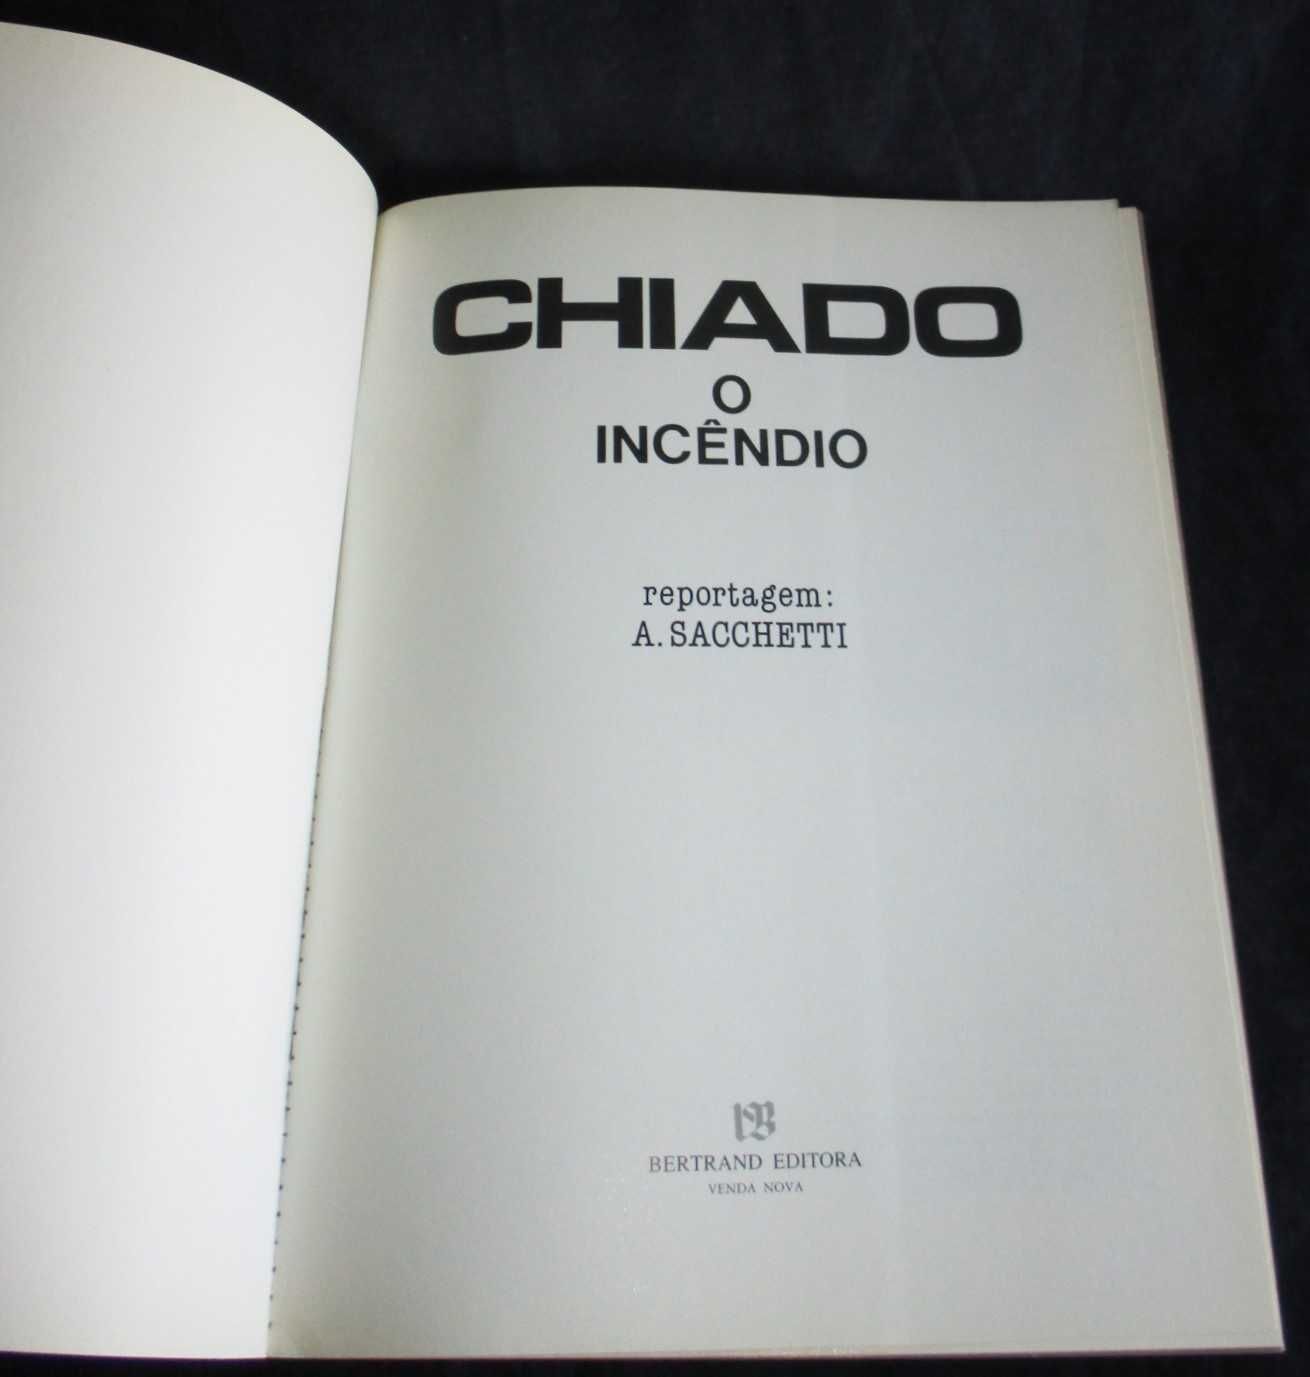 CHIADO
O
INCÊNDIO
reportagem:
A. SACCHETTI
BERTRAND EDITORA
VENDA NOVA